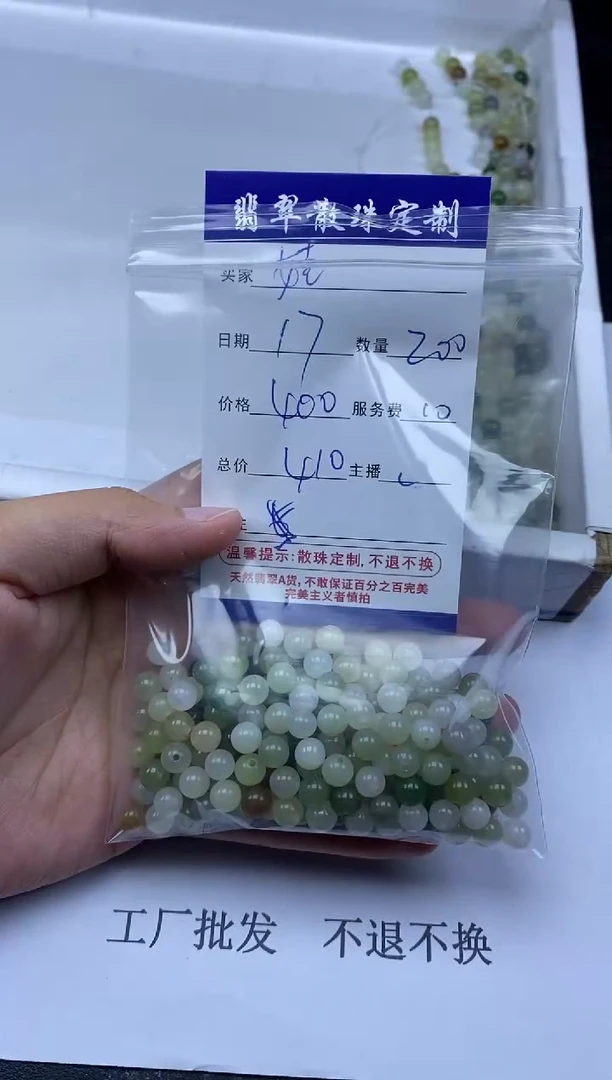 翡翠散珠定制
买家
日期 17 数量 200
价格 400 服务费 10
总价 410 主播
温馨提示:散珠定制,不退不换
天然翡翠A货,不敢保证百分之百完美
完美主义者慎拍
工厂批发 不退不换